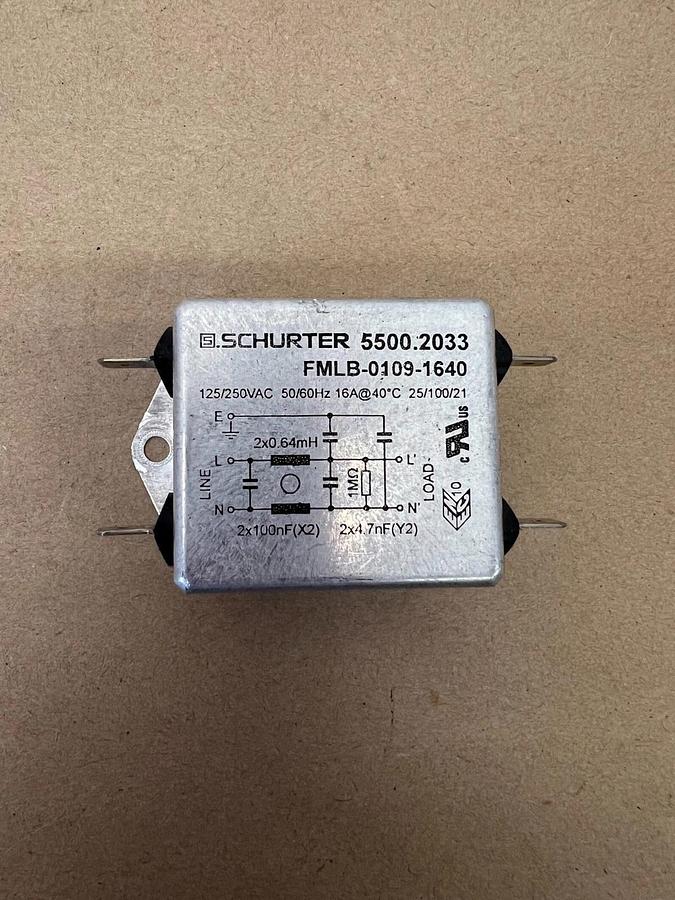 SCHURTER 5500.2033
FMLB-0109-1640
125/250VAC 50/60Hz 16A@40°C 25/100/21
E
2x0.64mH
L L'
LINE 1MΩ LOAD
N N'
2x100nF(X2) 2x4.7nF(Y2)
c RU US
10